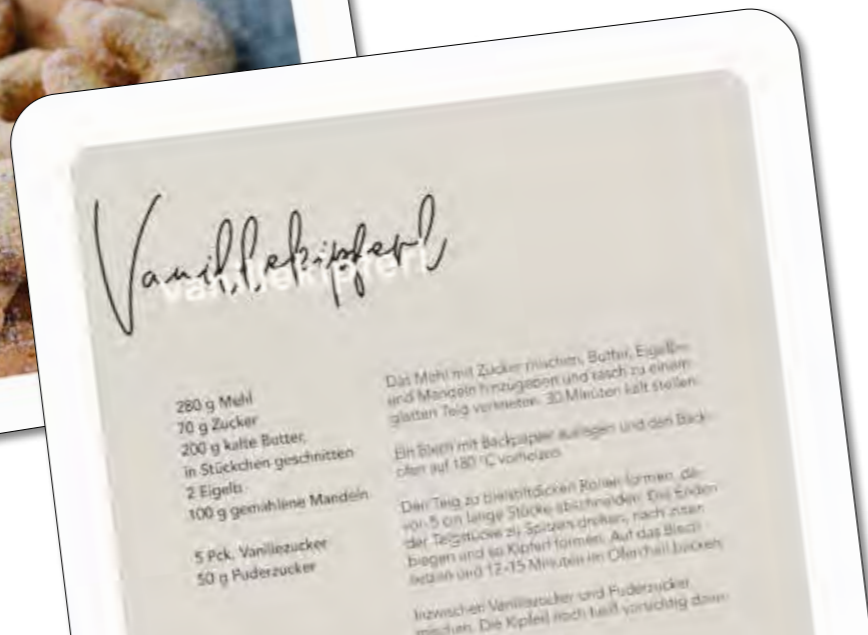 Vanillekipferl
vanillekipferl
280 g Mehl
70 g Zucker
200 g kalte Butter,
in Stückchen geschnitten
2 Eigelb
100 g gemahlene Mandeln
5 Pck. Vanillezucker
50 g Puderzucker
Das Mehl mit Zucker mischen, Butter, Eigelb
und Mandeln hinzugeben und rasch zu einem
glatten Teig verkneten. 30 Minuten kalt stellen.
Ein Blech mit Backpapier auslegen und den Back-
ofen auf 180 °C vorheizen.
Den Teig zu bleistiftdicken Rollen formen, da-
von 5 cm lange Stücke abschneiden. Die Enden
der Teigstücke zu Spitzen drehen, nach innen
biegen und so Kipferl formen. Auf das Blech
setzen und 12-15 Minuten im Ofen hell backen.
Inzwischen Vanillezucker und Puderzucker
mischen. Die Kipferl noch heiß vorsichtig darin